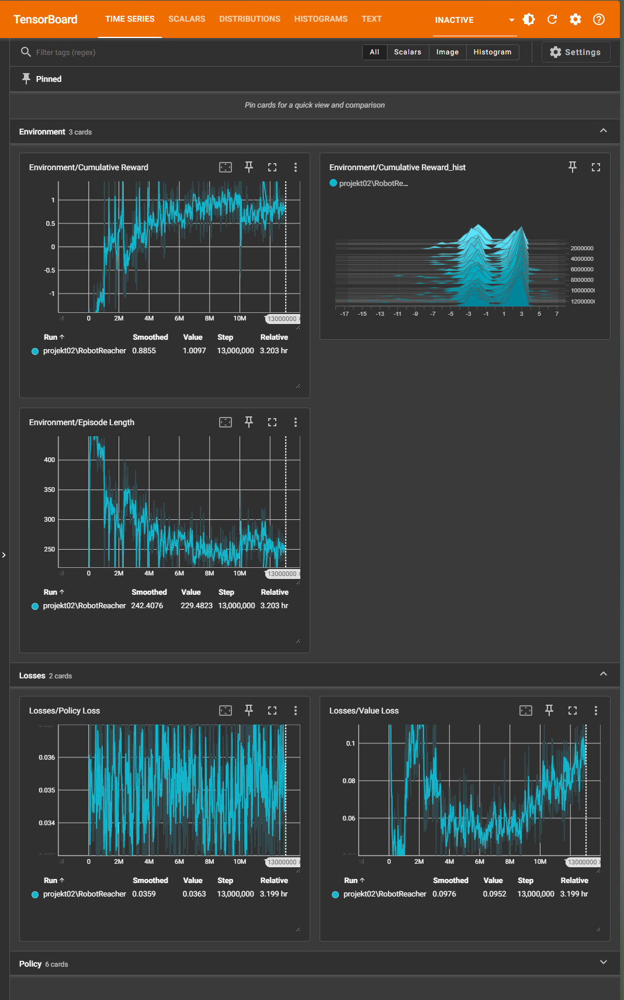 TensorBoard TIME SERIES SCALARS DISTRIBUTIONS HISTOGRAMS TEXT INACTIVE
Filter tags (regex) All Scalars Image Histogram Settings
Pinned
Pin cards for a quick view and comparison
Environment 3 cards
Environment/Cumulative Reward
1
0.5
0
-0.5
-1
0 2M 4M 6M 8M 10M 13000000
Run ↑ Smoothed Value Step Relative
projekt02\RobotReacher 0.8855 1.0097 13,000,000 3.203 hr
Environment/Cumulative Reward_hist
projekt02\RobotRe...
2000000
4000000
6000000
8000000
-17 -15 -13 -11 -9 -7 -5 -3 -1 1 3 5 7
Environment/Episode Length
400
350
300
250
0 2M 4M 6M 8M 10M 13000000
Run ↑ Smoothed Value Step Relative
projekt02\RobotReacher 242.4076 229.4823 13,000,000 3.203 hr
Losses 2 cards
Losses/Policy Loss
0.036
0.035
0.034
0 2M 4M 6M 8M 10M 13000000
Run ↑ Smoothed Value Step Relative
projekt02\RobotReacher 0.0359 0.0363 13,000,000 3.199 hr
Losses/Value Loss
0.1
0.08
0.06
0 2M 4M 6M 8M 10M 13000000
Run ↑ Smoothed Value Step Relative
projekt02\RobotReacher 0.0976 0.0952 13,000,000 3.199 hr
Policy 6 cards